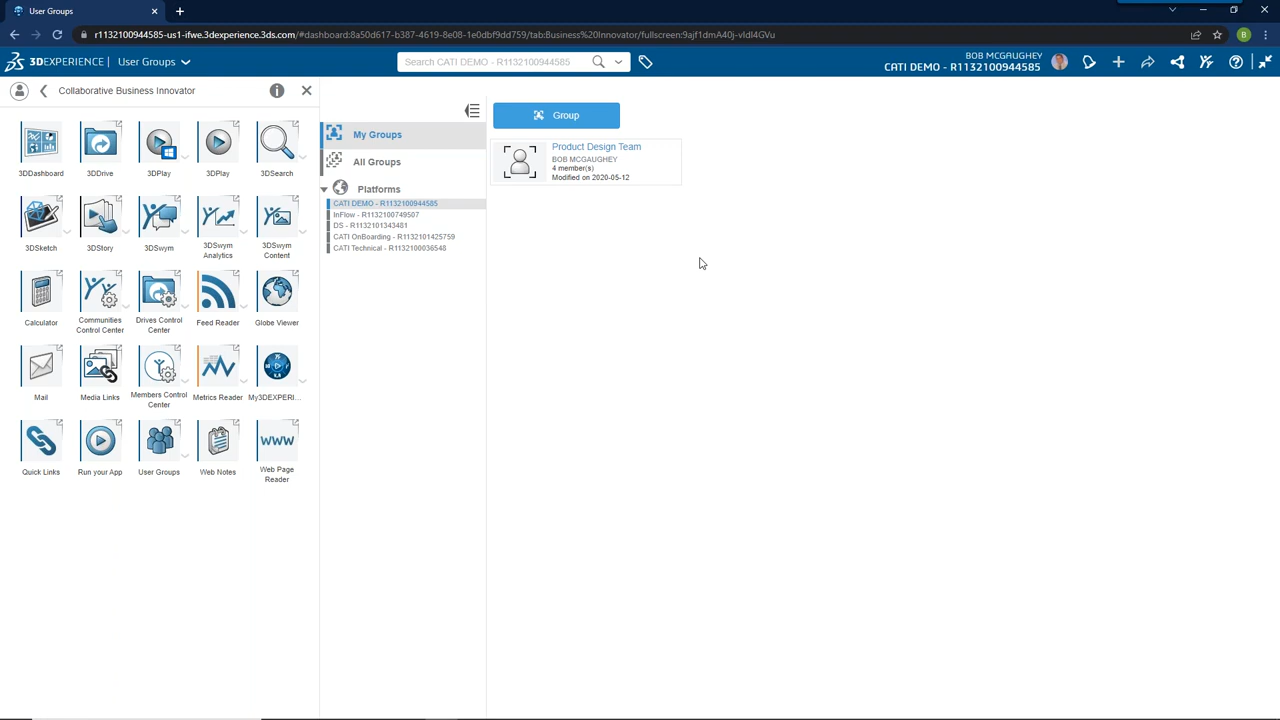 User Groups
r1132100944585-us1-ifwe.3dexperience.3ds.com/#dashboard:8a50d617-b387-4619-8e08-1e0dbf9dd759/tab:Business%20Innovator/fullscreen:9ajf1dmA40j-vIdl4GVu
B
3DEXPERIENCE | User Groups
Search CATI DEMO - R1132100944585
BOB MCGAUGHEY
CATI DEMO - R1132100944585
Collaborative Business Innovator
3DDashboard
3DDrive
3DPlay
3DPlay
3DSearch
3DSketch
3DStory
3DSwym
3DSwym Analytics
3DSwym Content
Calculator
Communities Control Center
Drives Control Center
Feed Reader
Globe Viewer
Mail
Media Links
Members Control Center
Metrics Reader
My3DEXPERI...
Quick Links
Run your App
User Groups
Web Notes
WWW
Web Page Reader
My Groups
All Groups
Platforms
CATI DEMO - R1132100944585
InFlow - R1132100749507
DS - R1132101343481
CATI OnBoarding - R1132101425759
CATI Technical - R1132100036548
Group
Product Design Team
BOB MCGAUGHEY
4 member(s)
Modified on 2020-05-12